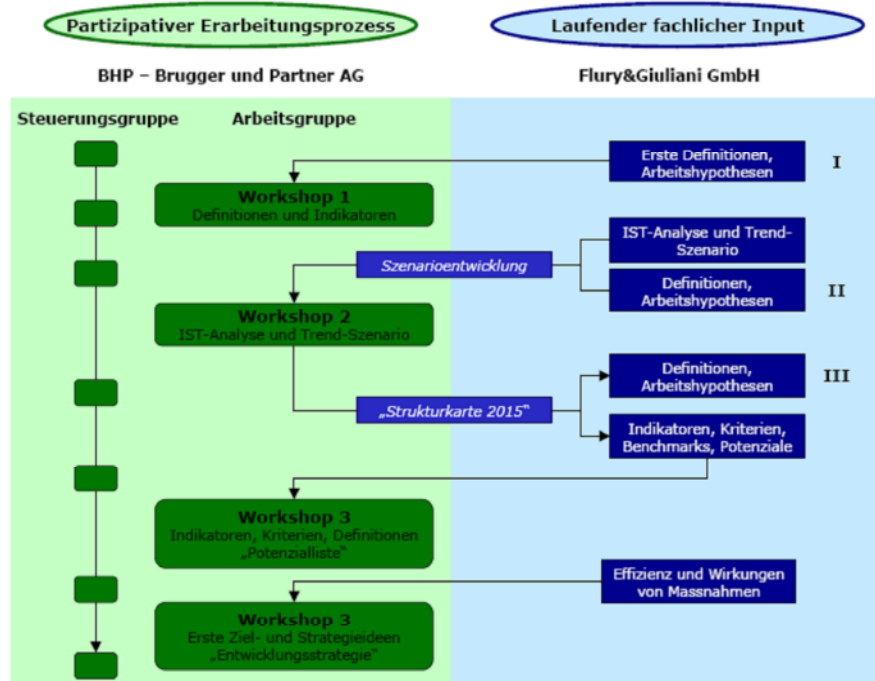 Partizipativer Erarbeitungsprozess
Laufender fachlicher Input
BHP – Brugger und Partner AG
Flury&Giuliani GmbH
Steuerungsgruppe
Arbeitsgruppe
Erste Definitionen,
Arbeitshypothesen
I
Workshop 1
Definitionen und Indikatoren
IST-Analyse und Trend-
Szenario
Szenarioentwicklung
Definitionen,
Arbeitshypothesen
II
Workshop 2
IST-Analyse und Trend-Szenario
Definitionen,
Arbeitshypothesen
III
„Strukturkarte 2015“
Indikatoren, Kriterien,
Benchmarks, Potenziale
Workshop 3
Indikatoren, Kriterien, Definitionen
„Potenzialliste“
Effizienz und Wirkungen
von Massnahmen
Workshop 3
Erste Ziel- und Strategieideen
„Entwicklungsstrategie“